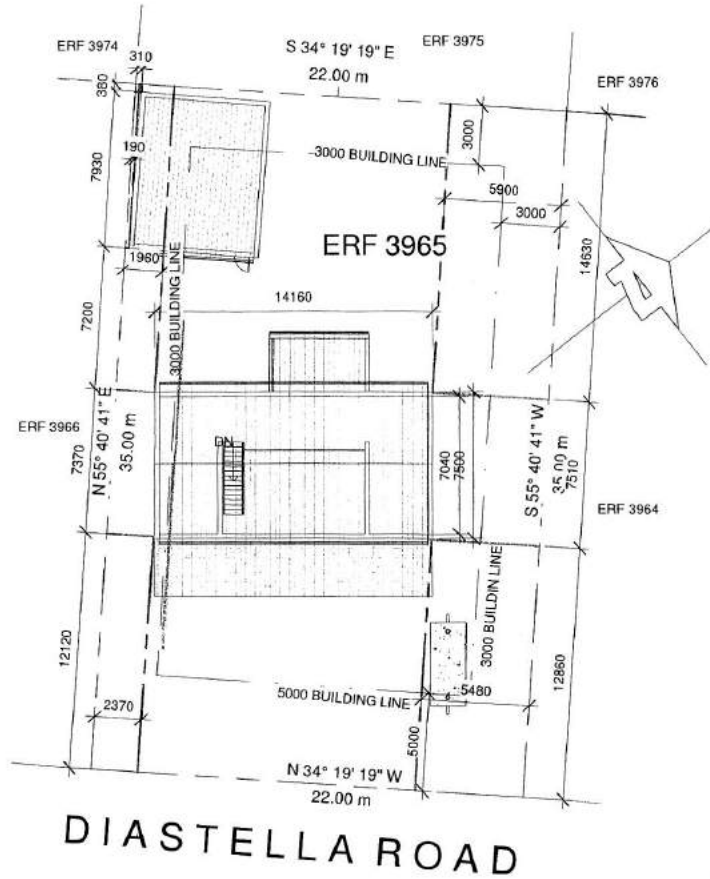 ERF 3974
310
S 34° 19' 19" E
ERF 3975
22.00 m
ERF 3976
380
3000
3000 BUILDING LINE
7930
190
5900
3000
ERF 3965
14630
1960
14160
3000 BUILDING LINE
7200
ERF 3966
7370
N 55° 40' 41" E
35.00 m
DN
7040
7500
S 55° 40' 41" W
35.00 m
7510
ERF 3964
3000 BUILDIN LINE
12120
12860
5480
5000 BUILDING LINE
2370
5000
N 34° 19' 19" W
22.00 m
DIASTELLA ROAD